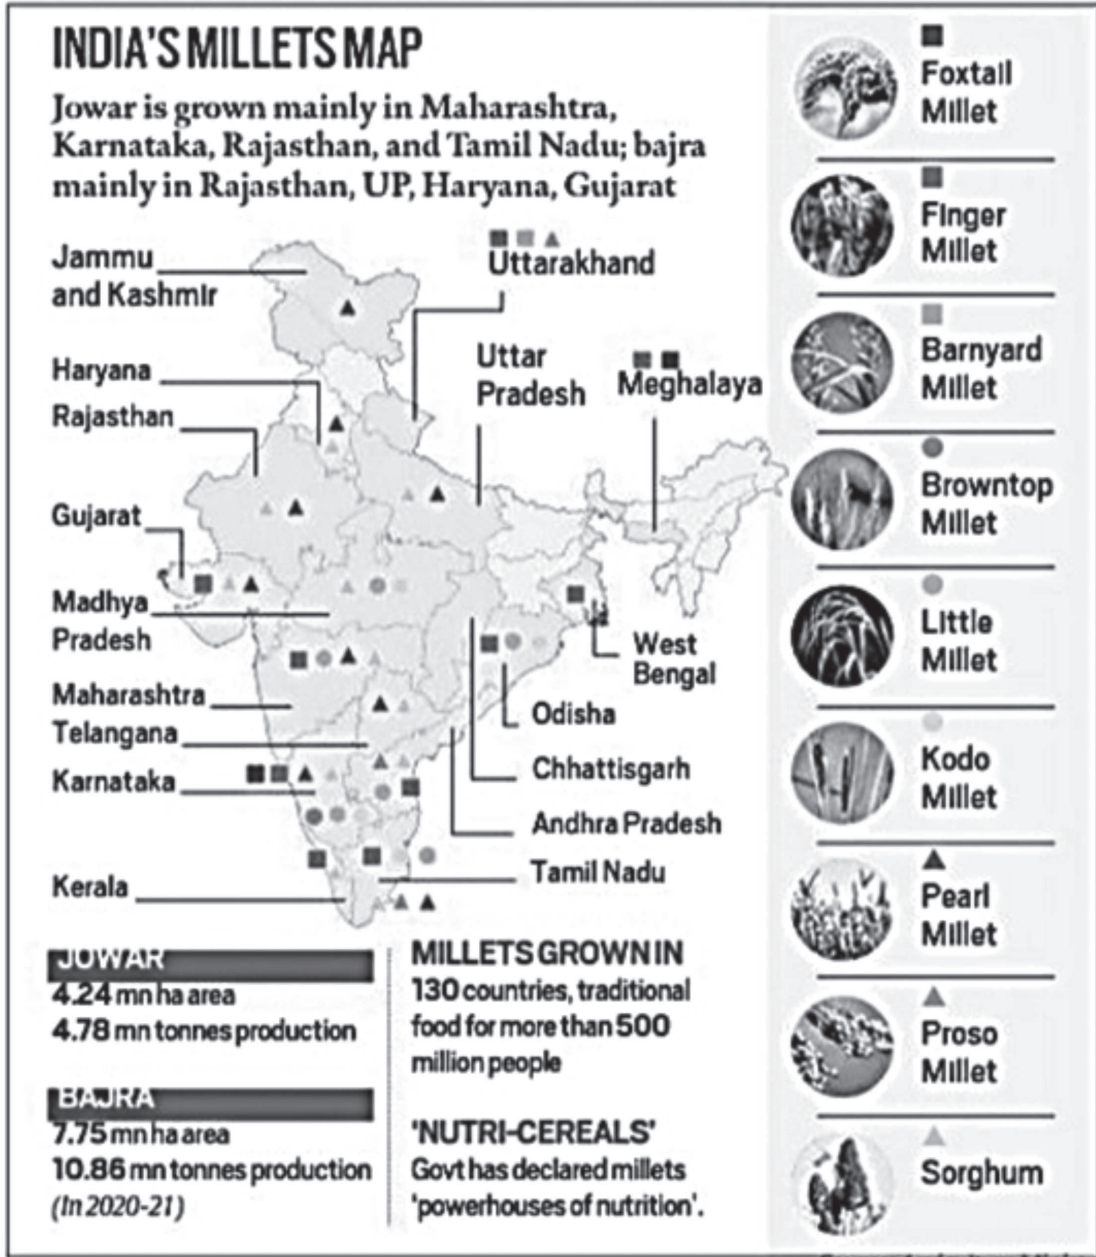 INDIA'S MILLETS MAP
Jowar is grown mainly in Maharashtra,
Karnataka, Rajasthan, and Tamil Nadu; bajra
mainly in Rajasthan, UP, Haryana, Gujarat
Jammu
and Kashmir
Uttarakhand
Haryana
Rajasthan
Uttar
Pradesh
Meghalaya
Gujarat
Madhya
Pradesh
West
Bengal
Maharashtra
Telangana
Odisha
Karnataka
Chhattisgarh
Andhra Pradesh
Kerala
Tamil Nadu
JOWAR
4.24 mn ha area
4.78 mn tonnes production
BAJRA
7.75 mn ha area
10.86 mn tonnes production
(In 2020-21)
MILLETS GROWN IN
130 countries, traditional
food for more than 500
million people
'NUTRI-CEREALS'
Govt has declared millets
'powerhouses of nutrition'.
Foxtail
Millet
Finger
Millet
Barnyard
Millet
Browntop
Millet
Little
Millet
Kodo
Millet
Pearl
Millet
Proso
Millet
Sorghum